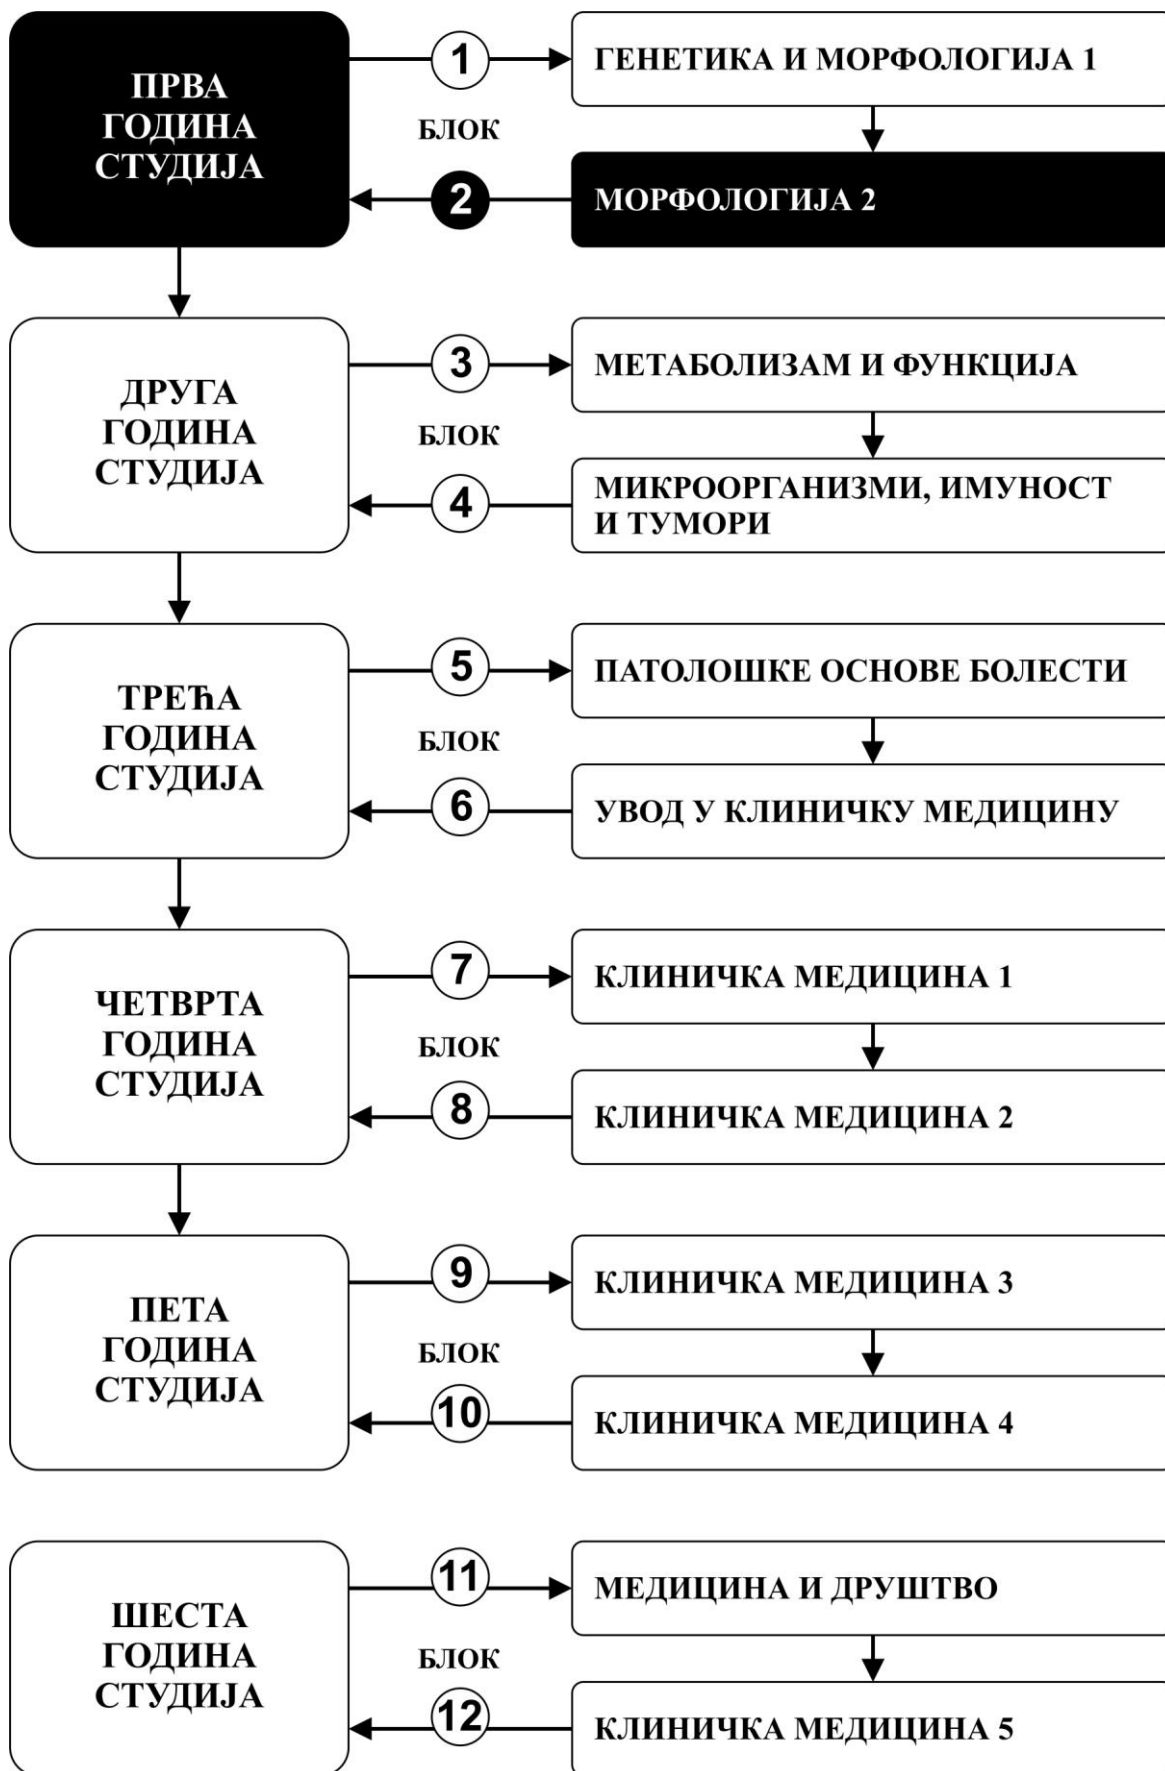 ПРВА
ГОДИНА
СТУДИЈА
1
БЛОК
2
ГЕНЕТИКА И МОРФОЛОГИЈА 1
МОРФОЛОГИЈА 2
ДРУГА
ГОДИНА
СТУДИЈА
3
БЛОК
4
МЕТАБОЛИЗАМ И ФУНКЦИЈА
МИКРООРГАНИЗМИ, ИМУНОСТ
И ТУМОРИ
ТРЕЋА
ГОДИНА
СТУДИЈА
5
БЛОК
6
ПАТОЛОШКЕ ОСНОВЕ БОЛЕСТИ
УВОД У КЛИНИЧКУ МЕДИЦИНУ
ЧЕТВРТА
ГОДИНА
СТУДИЈА
7
БЛОК
8
КЛИНИЧКА МЕДИЦИНА 1
КЛИНИЧКА МЕДИЦИНА 2
ПЕТА
ГОДИНА
СТУДИЈА
9
БЛОК
10
КЛИНИЧКА МЕДИЦИНА 3
КЛИНИЧКА МЕДИЦИНА 4
ШЕСТА
ГОДИНА
СТУДИЈА
11
БЛОК
12
МЕДИЦИНА И ДРУШТВО
КЛИНИЧКА МЕДИЦИНА 5